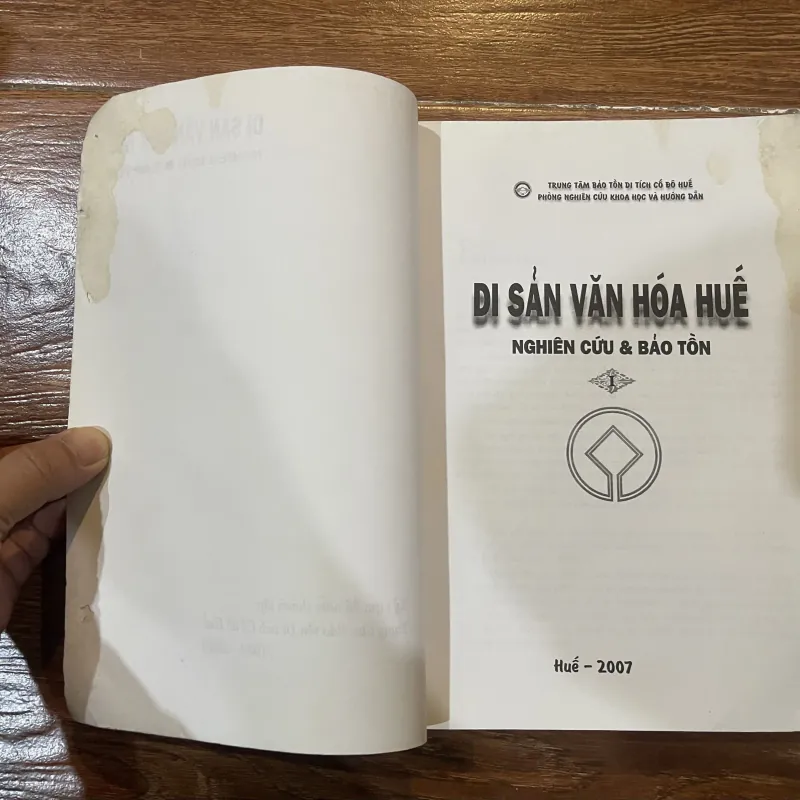 TRUNG TÂM BẢO TỒN DI TÍCH CỐ ĐÔ HUẾ
PHÒNG NGHIÊN CỨU KHOA HỌC VÀ HƯỚNG DẪN
DI SẢN VĂN HÓA HUẾ
NGHIÊN CỨU & BẢO TỒN
I
Huế - 2007